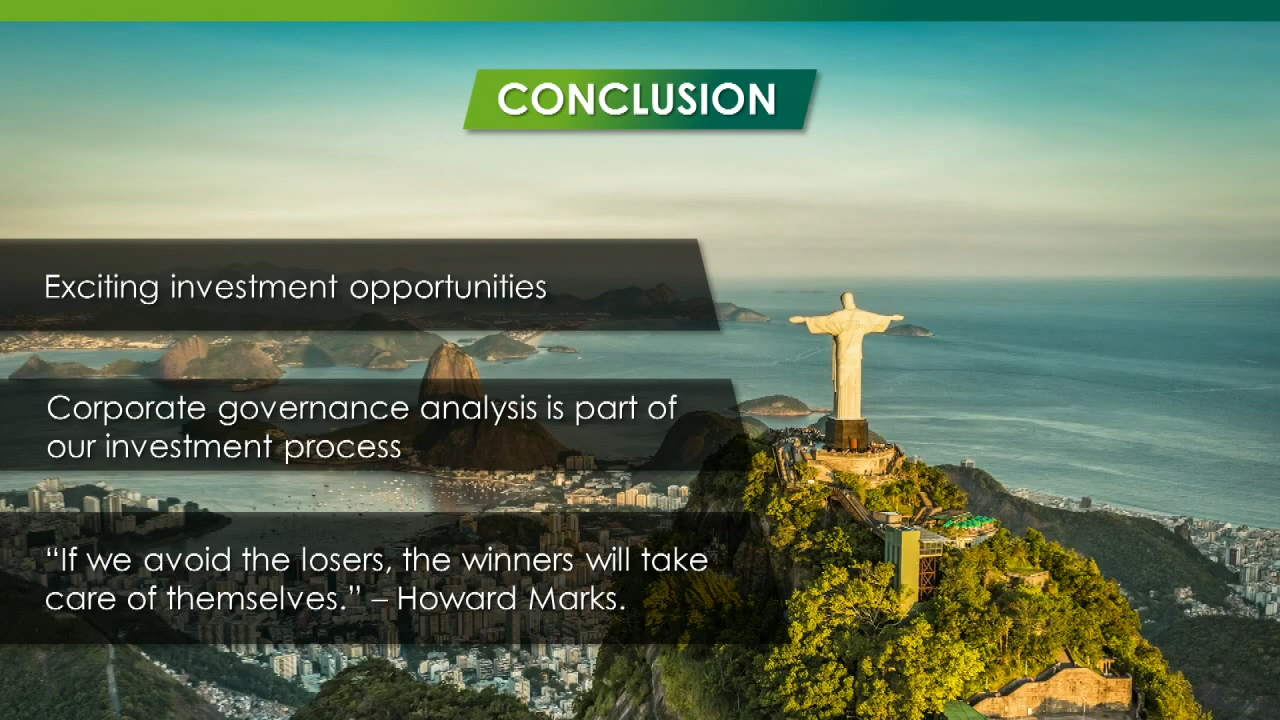 CONCLUSION
Exciting investment opportunities
Corporate governance analysis is part of
our investment process
“If we avoid the losers, the winners will take
care of themselves.” – Howard Marks.